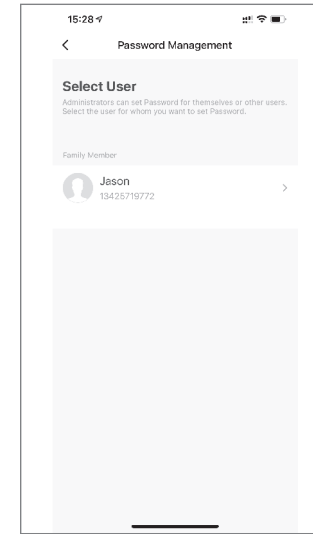 15:28
Password Management
Select User
Administrators can set Password for themselves or other users.
Select the user for whom you want to set Password.
Family Member
Jason
13425719772